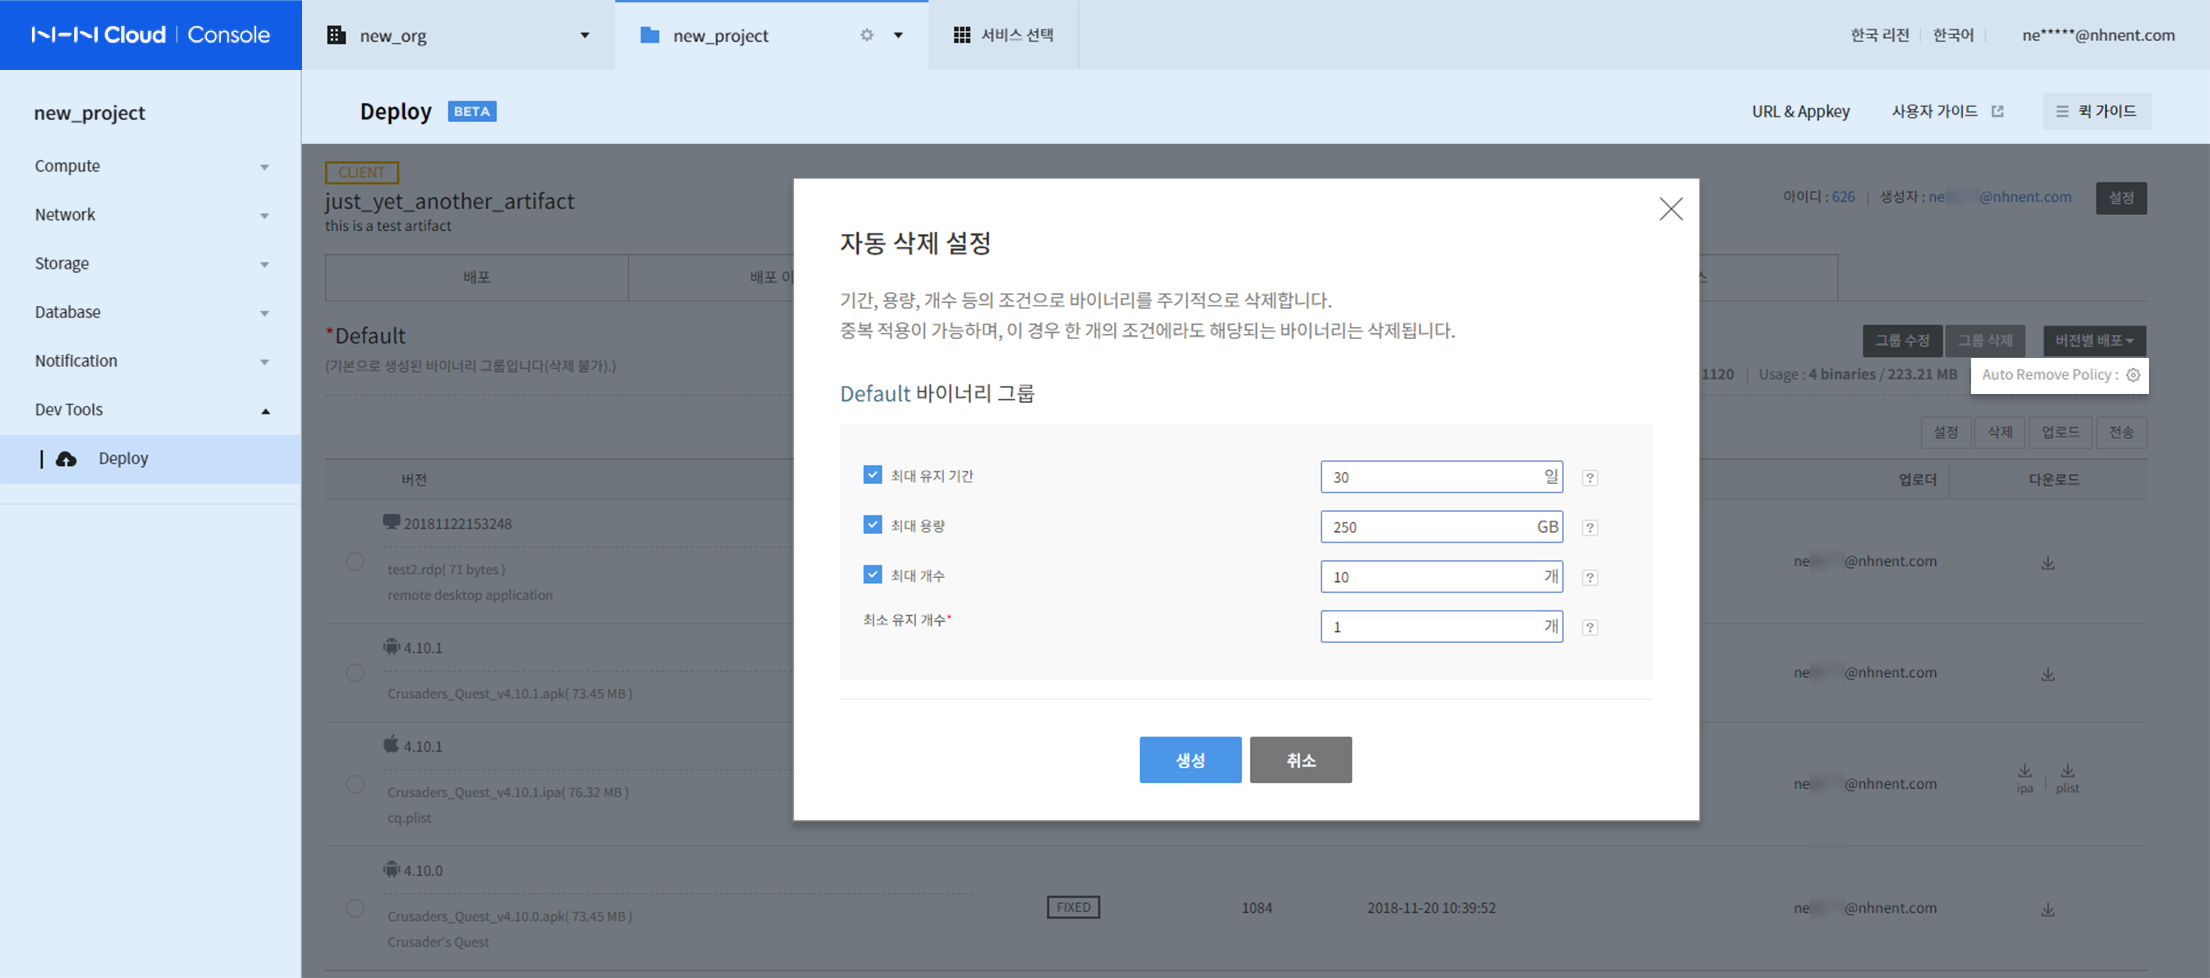 NHN Cloud | Console
new_org
new_project
서비스 선택
한국 리전
한국어
ne*****@nhnent.com
new_project
Compute
Network
Storage
Database
Notification
Dev Tools
Deploy
Deploy BETA
URL & Appkey
사용자 가이드
퀵 가이드
CLIENT
just_yet_another_artifact
this is a test artifact
아이디 : 626 | 생성자 : ne @nhnent.com
설정
배포
배포 이
*Default
(기본으로 생성된 바이너리 그룹입니다(삭제 불가).)
그룹 수정
그룹 삭제
버전별 배포
1120 | Usage : 4 binaries / 223.21 MB
Auto Remove Policy :
설정
삭제
업로드
전송
버전
업로더
다운로드
20181122153248
test2.rdp( 71 bytes )
remote desktop application
ne @nhnent.com
4.10.1
Crusaders_Quest_v4.10.1.apk( 73.45 MB )
ne @nhnent.com
4.10.1
Crusaders_Quest_v4.10.1.ipa( 76.32 MB )
cq.plist
ne @nhnent.com
ipa | plist
4.10.0
Crusaders_Quest_v4.10.0.apk( 73.45 MB )
Crusader's Quest
FIXED
1084
2018-11-20 10:39:52
ne @nhnent.com
자동 삭제 설정
기간, 용량, 개수 등의 조건으로 바이너리를 주기적으로 삭제합니다.
중복 적용이 가능하며, 이 경우 한 개의 조건에라도 해당되는 바이너리는 삭제됩니다.
Default 바이너리 그룹
최대 유지 기간 30 일 ?
최대 용량 250 GB ?
최대 개수 10 개 ?
최소 유지 개수* 1 개 ?
생성
취소